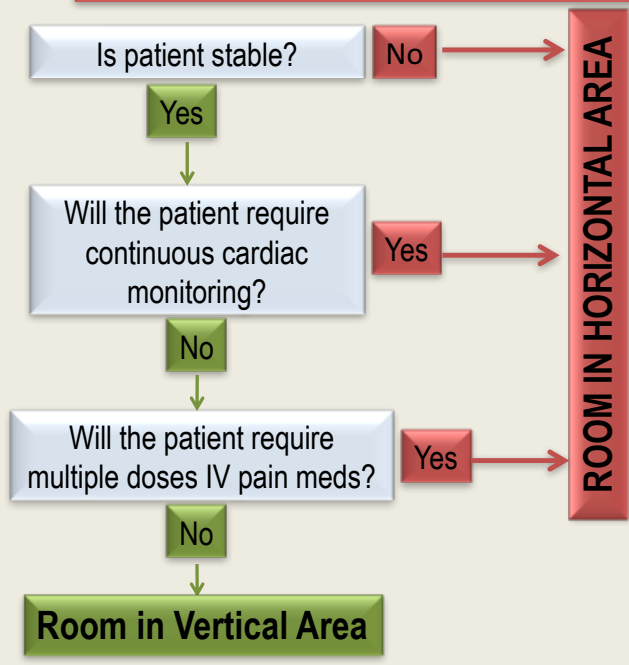 Is patient stable?
No
Yes
Will the patient require
continuous cardiac
monitoring?
Yes
No
Will the patient require
multiple doses IV pain meds?
Yes
No
Room in Vertical Area
ROOM IN HORIZONTAL AREA